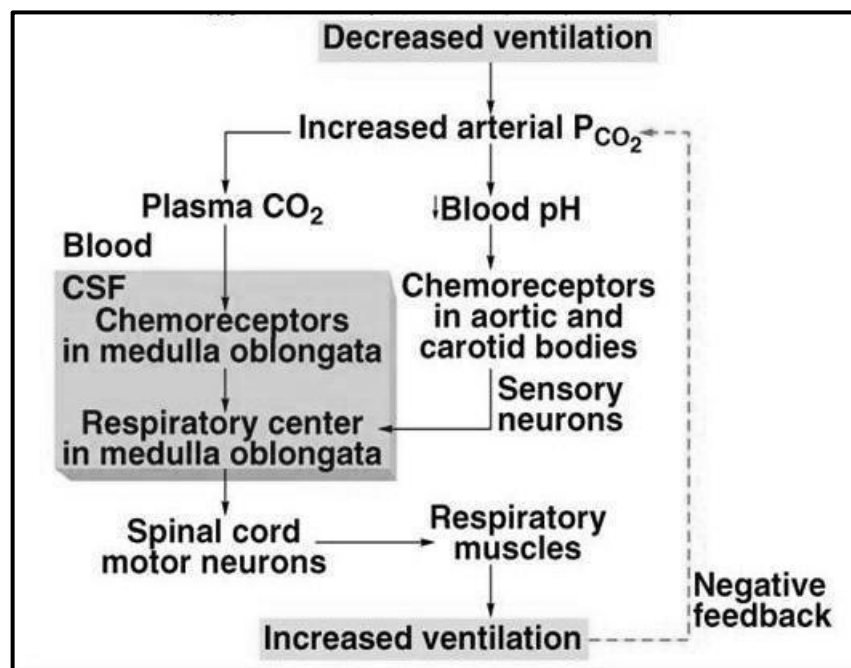 Decreased ventilation
Increased arterial PCO2
Plasma CO2
↓Blood pH
Blood
CSF
Chemoreceptors
in medulla oblongata
Chemoreceptors
in aortic and
carotid bodies
Sensory
neurons
Respiratory center
in medulla oblongata
Spinal cord
motor neurons
Respiratory
muscles
Negative
feedback
Increased ventilation